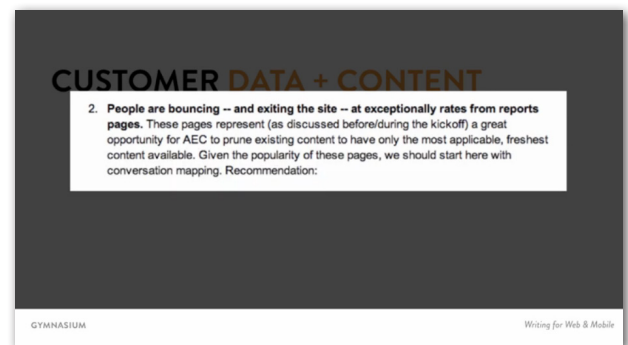 CUSTOMER DATA + CONTENT
2. People are bouncing -- and exiting the site -- at exceptionally rates from reports
pages. These pages represent (as discussed before/during the kickoff) a great
opportunity for AEC to prune existing content to have only the most applicable, freshest
content available. Given the popularity of these pages, we should start here with
conversation mapping. Recommendation:
GYMNASIUM
Writing for Web & Mobile